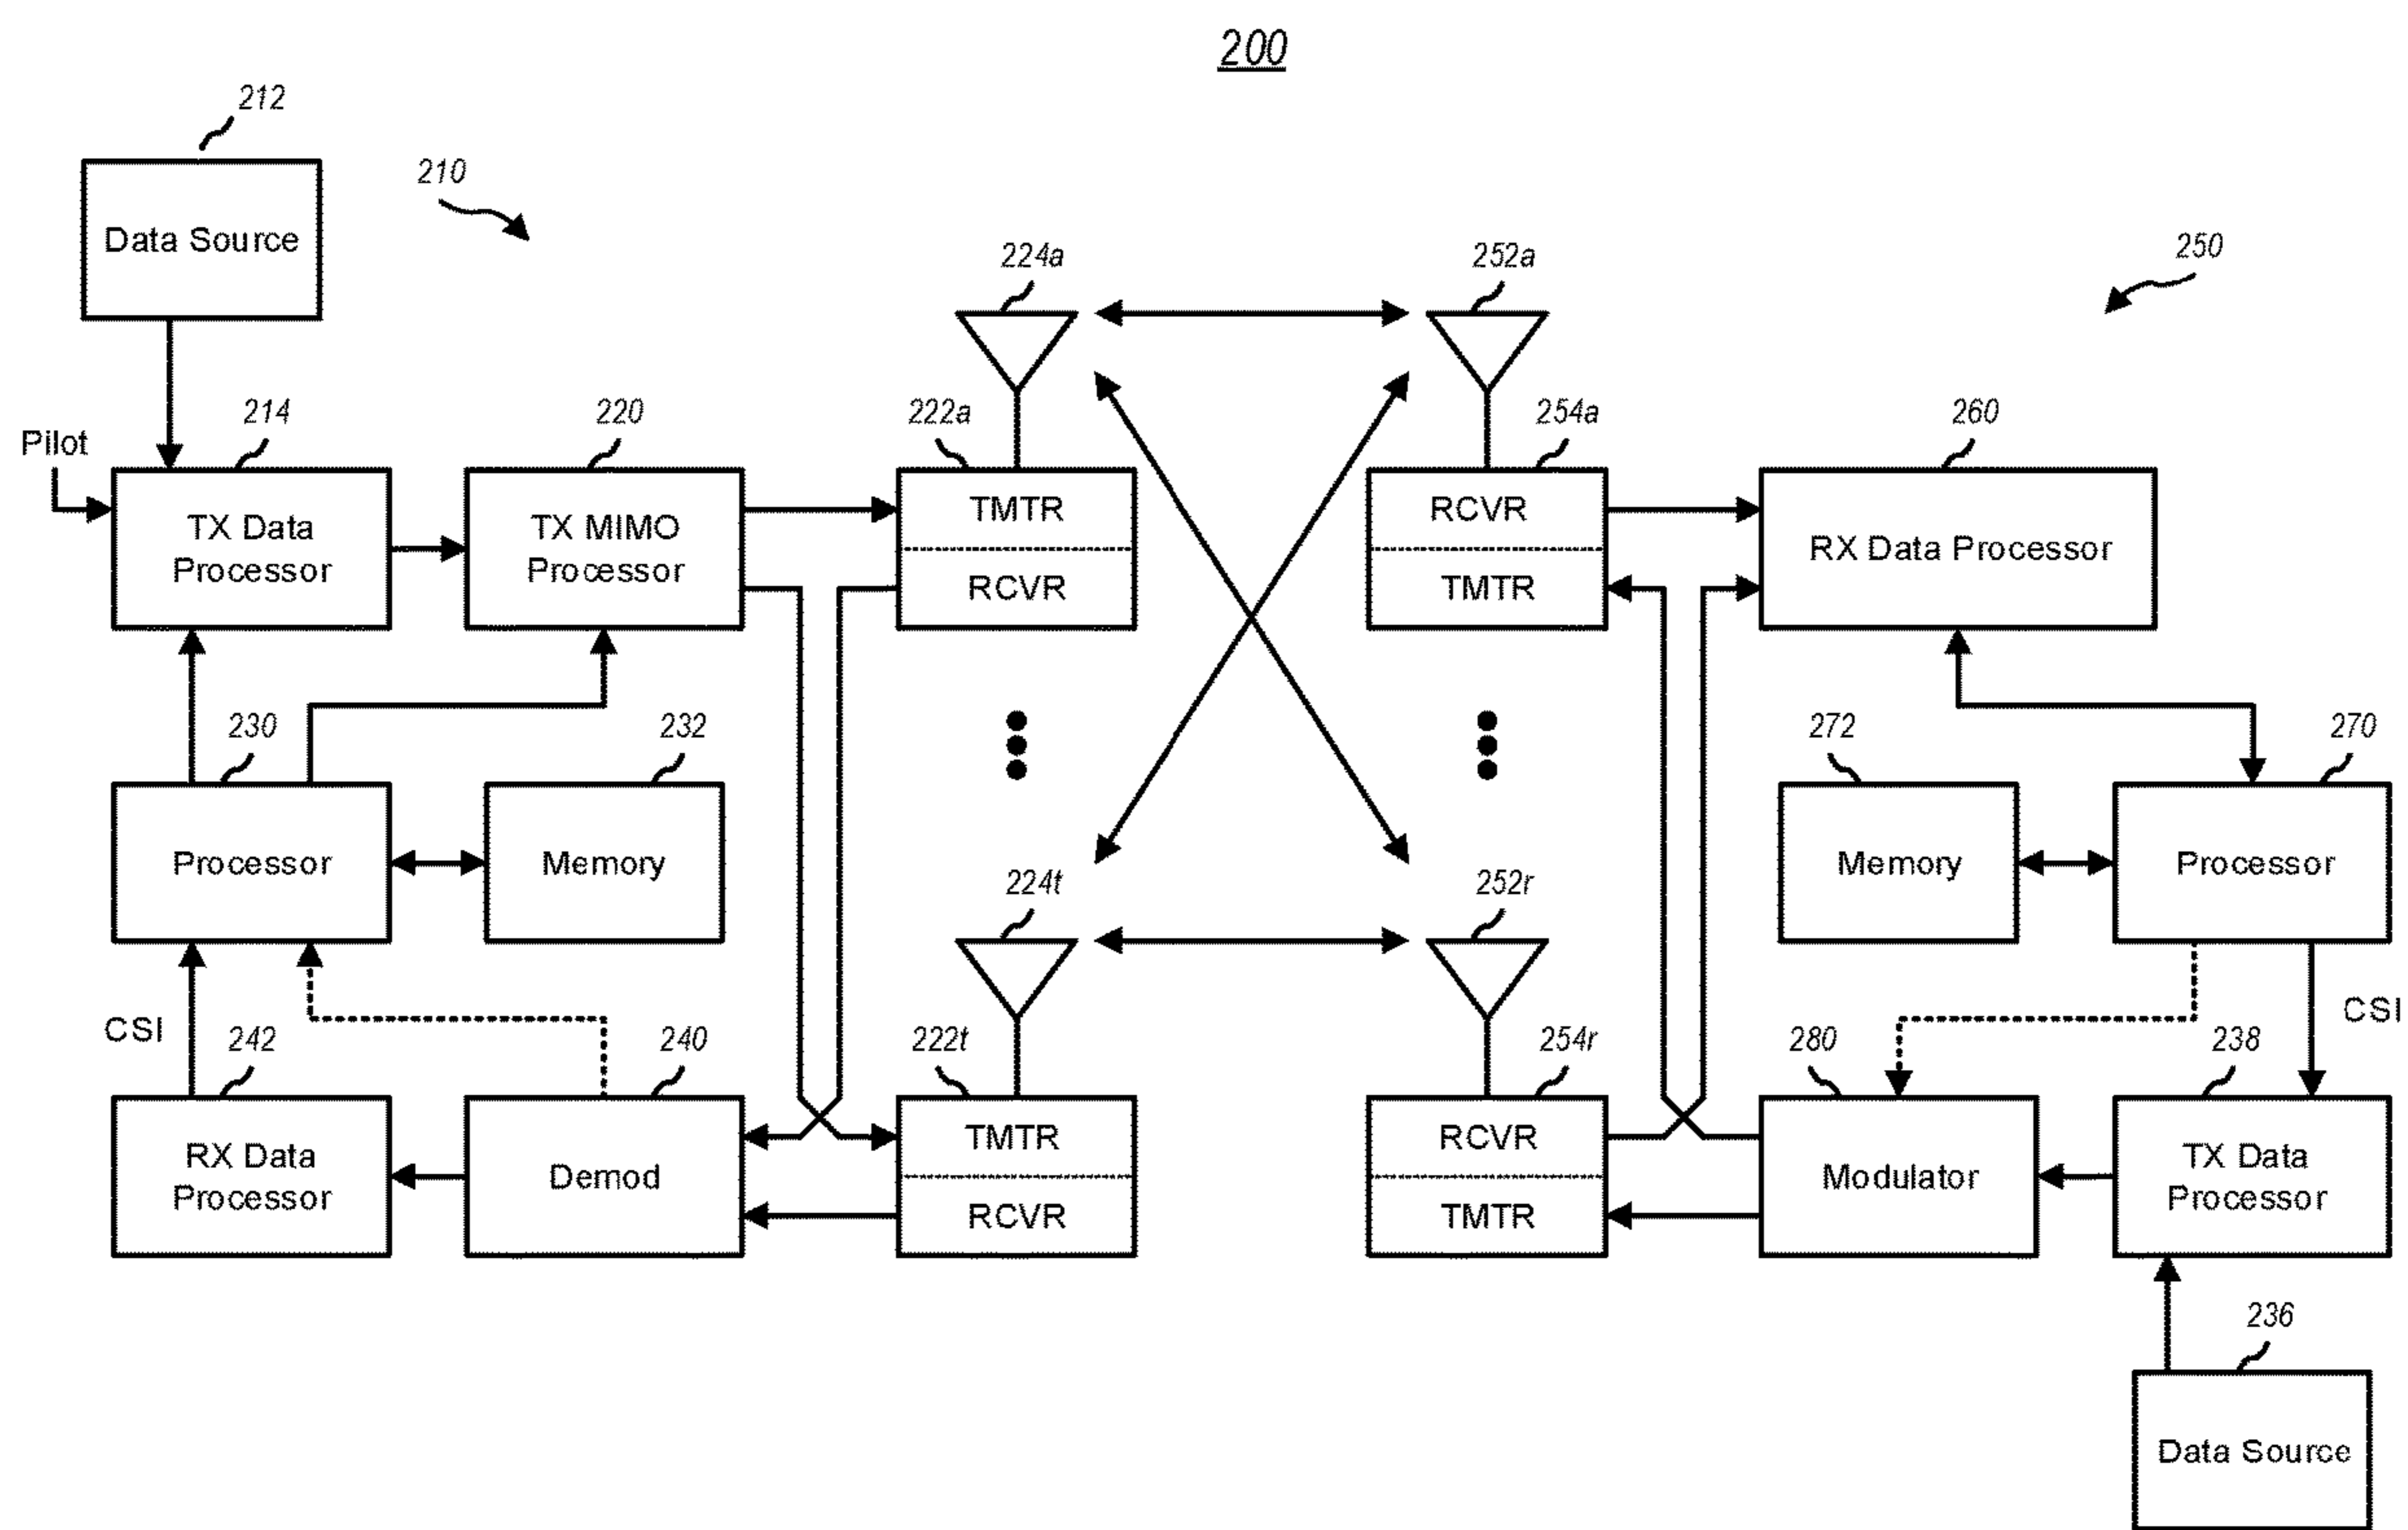 200
212
210
Data Source
224a
252a
250
Pilot
214
220
222a
254a
260
TX Data
Processor
TX MIMO
Processor
TMTR
RCVR
RCVR
TMTR
RX Data Processor
230
232
272
270
Processor
Memory
Memory
Processor
224t
252r
CSI
CSI
242
240
222t
254r
280
238
RX Data
Processor
Demod
TMTR
RCVR
RCVR
TMTR
Modulator
TX Data
Processor
236
Data Source